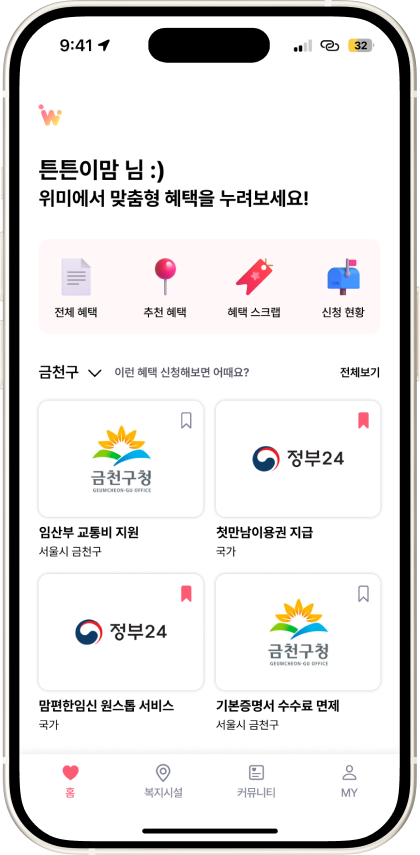 9:41
32
튼튼이맘 님 :)
위미에서 맞춤형 혜택을 누려보세요!
전체 혜택
추천 혜택
혜택 스크랩
신청 현황
금천구
이런 혜택 신청해보면 어때요?
전체보기
금천구청
GEUMCHEON-GU OFFICE
정부24
임산부 교통비 지원
서울시 금천구
첫만남이용권 지급
국가
정부24
금천구청
GEUMCHEON-GU OFFICE
맘편한임신 원스톱 서비스
국가
기본증명서 수수료 면제
서울시 금천구
홈
복지시설
커뮤니티
MY